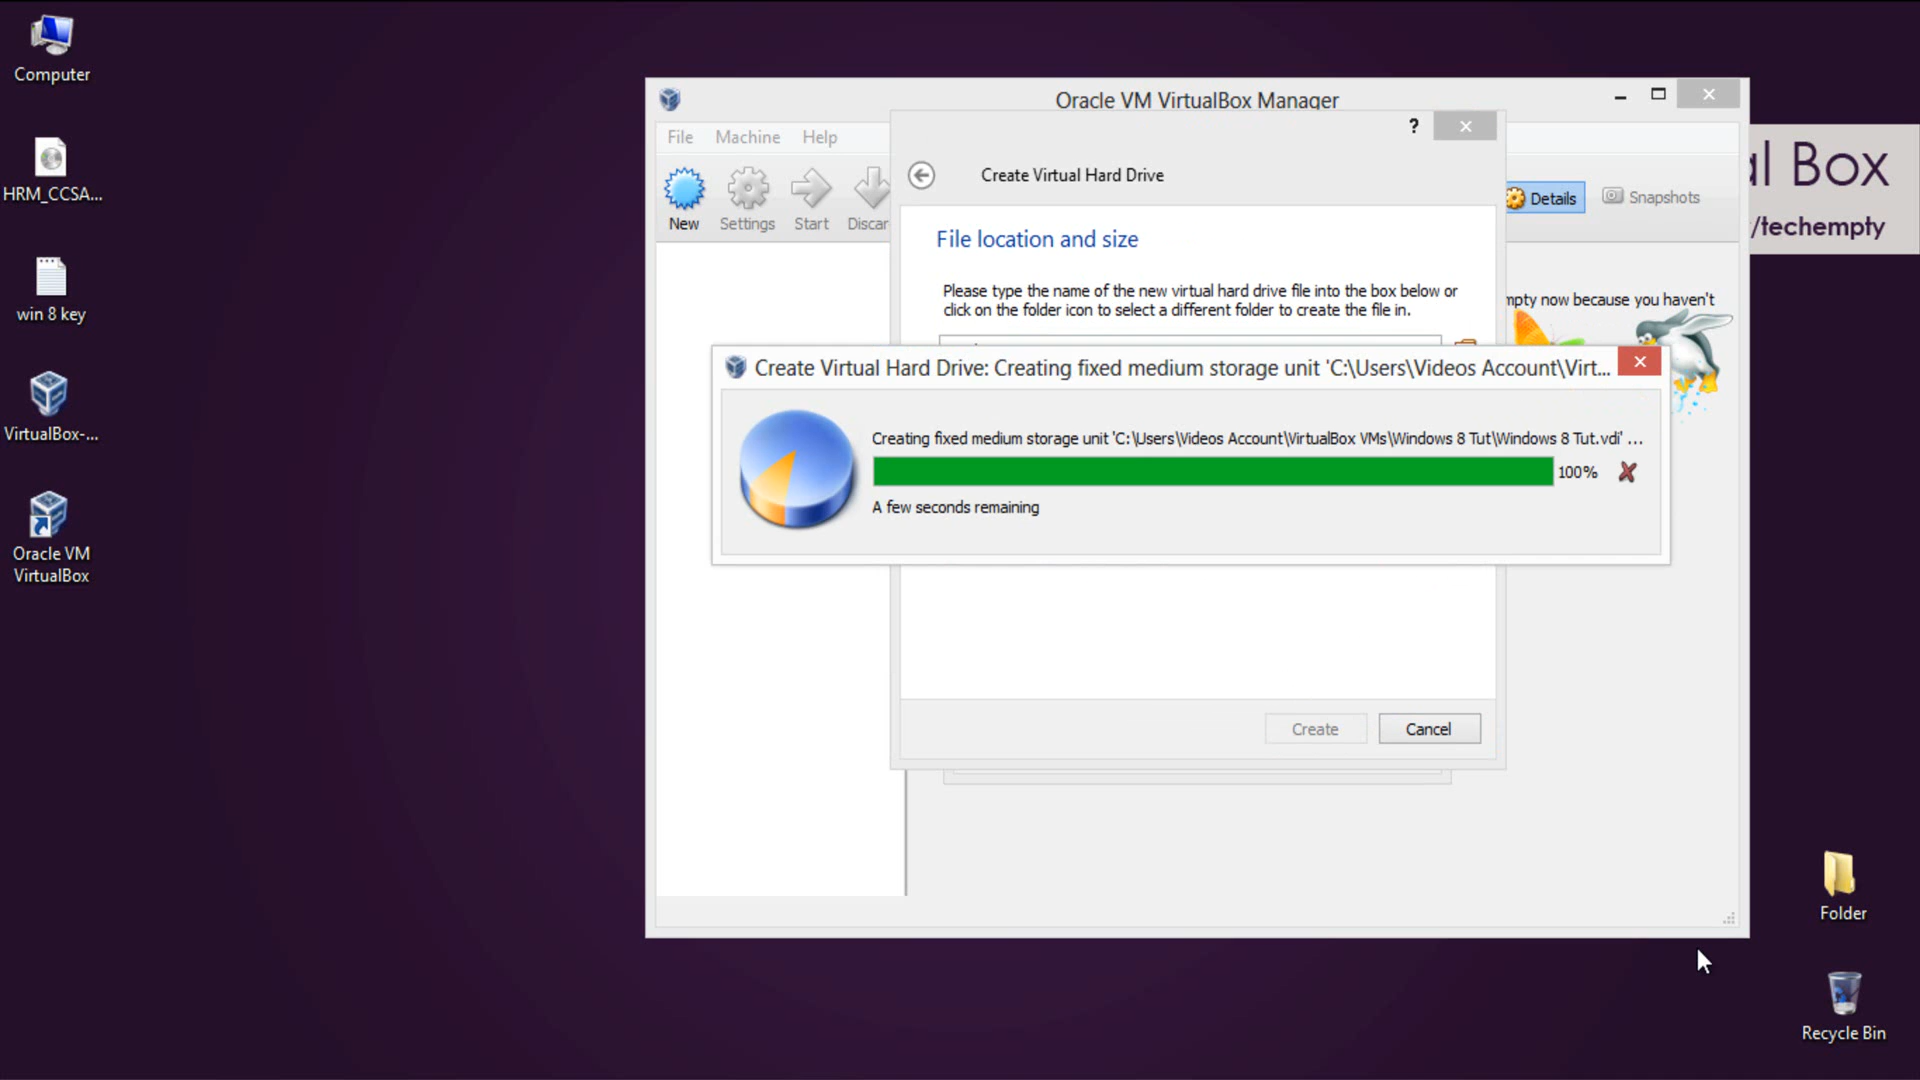 Computer
HRM_CCSA...
win 8 key
VirtualBox-...
Oracle VM
VirtualBox
Oracle VM VirtualBox Manager
File Machine Help
New
Settings
Start
Discar
?
Create Virtual Hard Drive
Details
Snapshots
al Box
/techempty
File location and size
Please type the name of the new virtual hard drive file into the box below or
click on the folder icon to select a different folder to create the file in.
mpty now because you haven't
Create Virtual Hard Drive: Creating fixed medium storage unit 'C:\Users\Videos Account\Virt...
Creating fixed medium storage unit 'C:\Users\Videos Account\VirtualBox VMs\Windows 8 Tut\Windows 8 Tut.vdi' ...
100%
A few seconds remaining
Create
Cancel
Folder
Recycle Bin